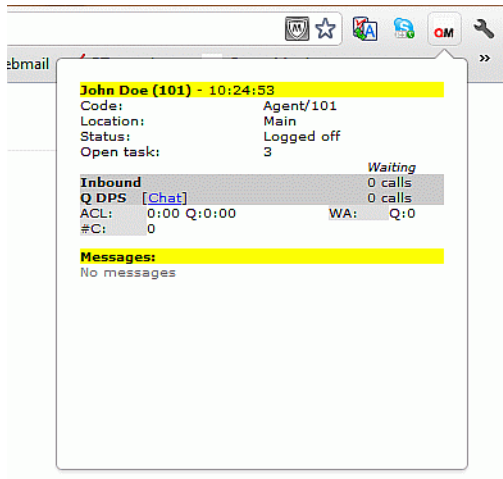 QM
ebmail
»
John Doe (101) - 10:24:53
Code: Agent/101
Location: Main
Status: Logged off
Open task: 3
Waiting
Inbound 0 calls
Q DPS [Chat] 0 calls
ACL: 0:00 Q:0:00 WA: Q:0
#C: 0
Messages:
No messages